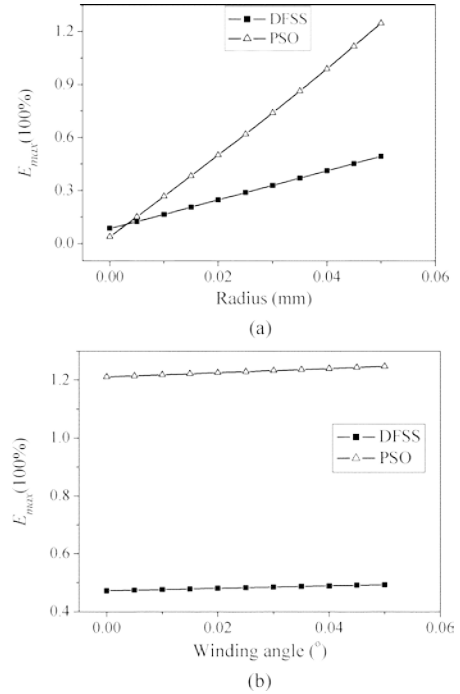 DFSS
PSO
1.2
0.9
0.6
0.3
0.0
E_max(100%)
0.00 0.02 0.04 0.06
Radius (mm)
(a)
1.2
1.0
0.8
0.6
0.4
E_max(100%)
DFSS
PSO
0.00 0.02 0.04 0.06
Winding angle (°)
(b)